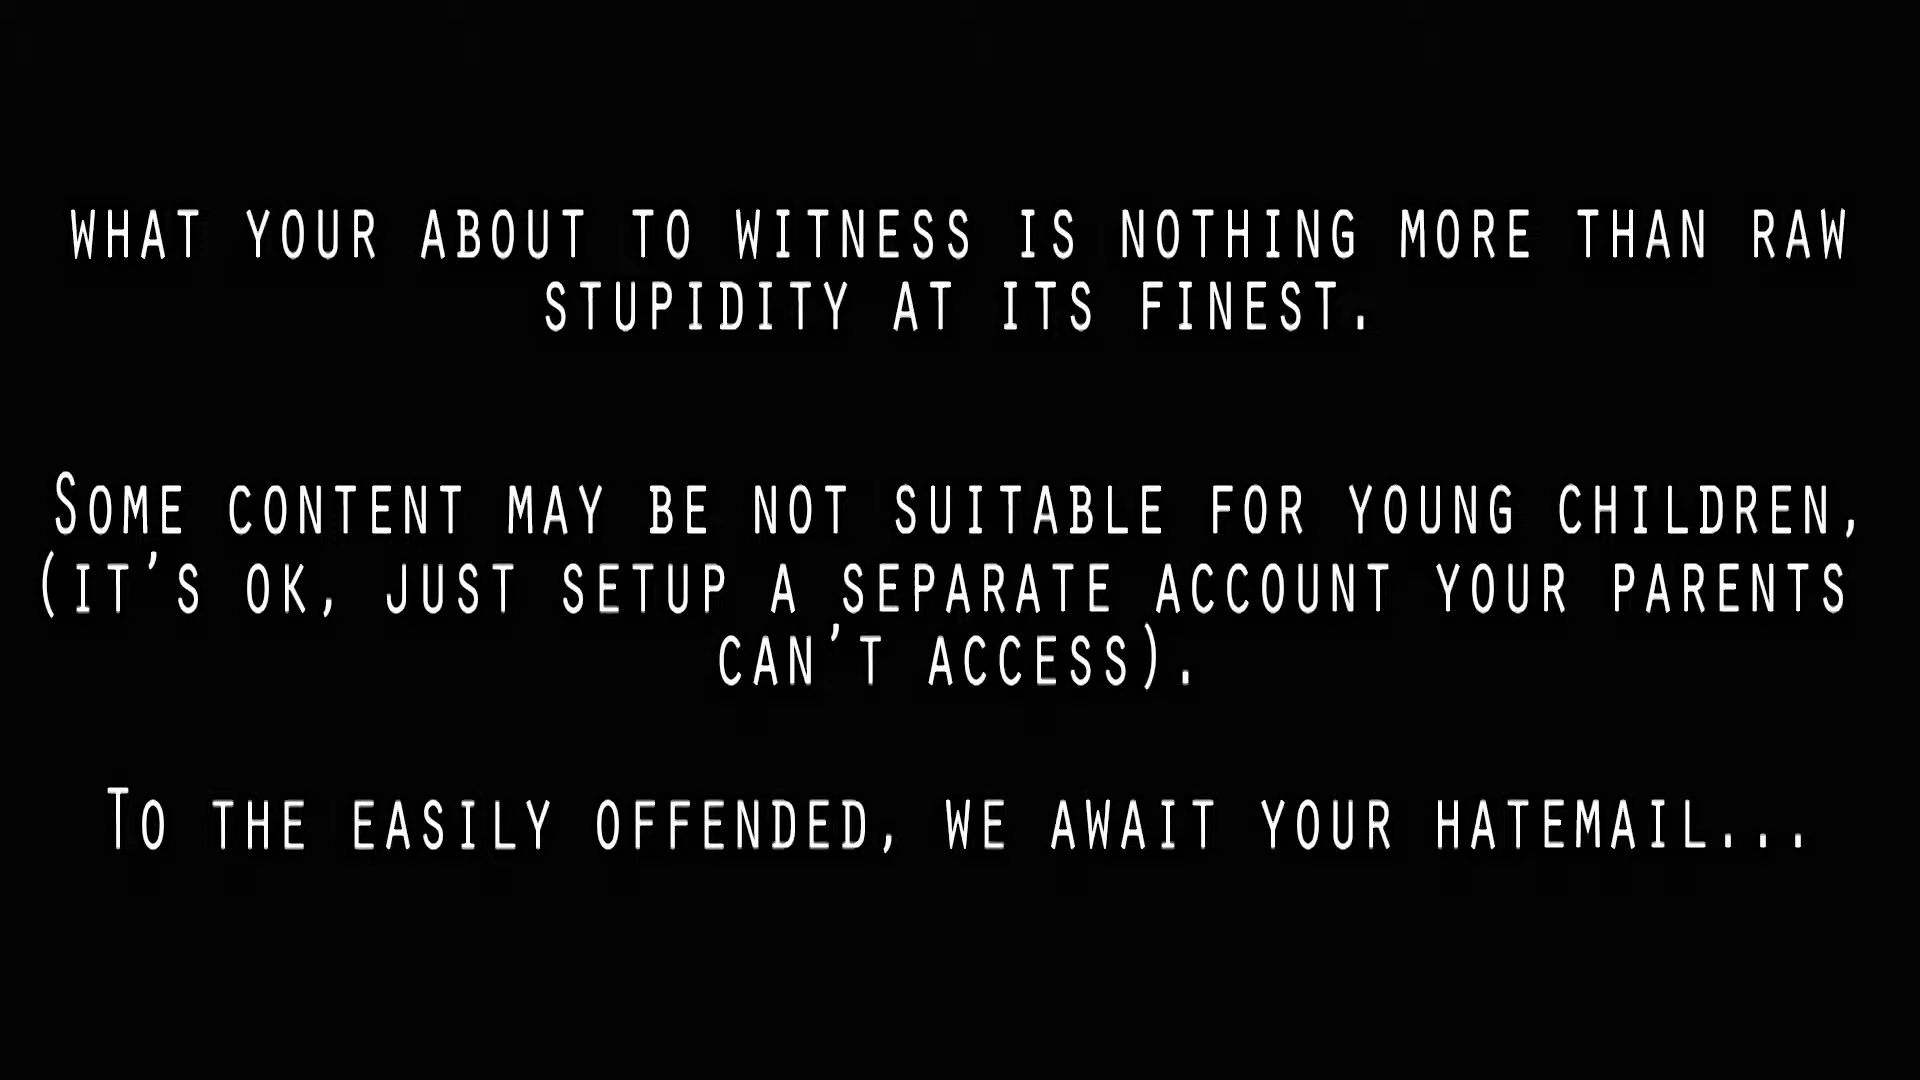 WHAT YOUR ABOUT TO WITNESS IS NOTHING MORE THAN RAW
STUPIDITY AT ITS FINEST.
SOME CONTENT MAY BE NOT SUITABLE FOR YOUNG CHILDREN,
(IT'S OK, JUST SETUP A SEPARATE ACCOUNT YOUR PARENTS
CAN'T ACCESS).
TO THE EASILY OFFENDED, WE AWAIT YOUR HATEMAIL...